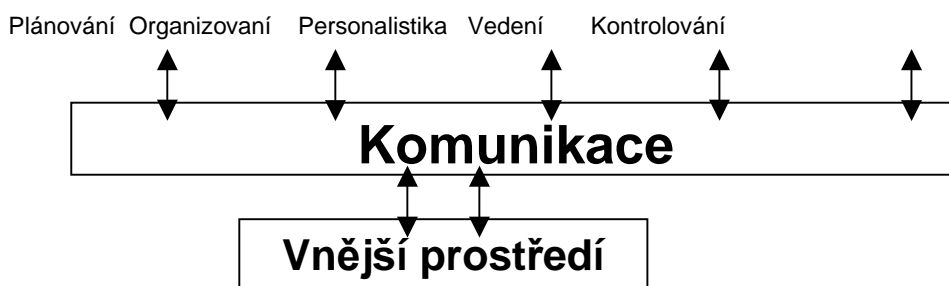 Plánování Organizovaní Personalistika Vedení Kontrolování
Komunikace
Vnější prostředí